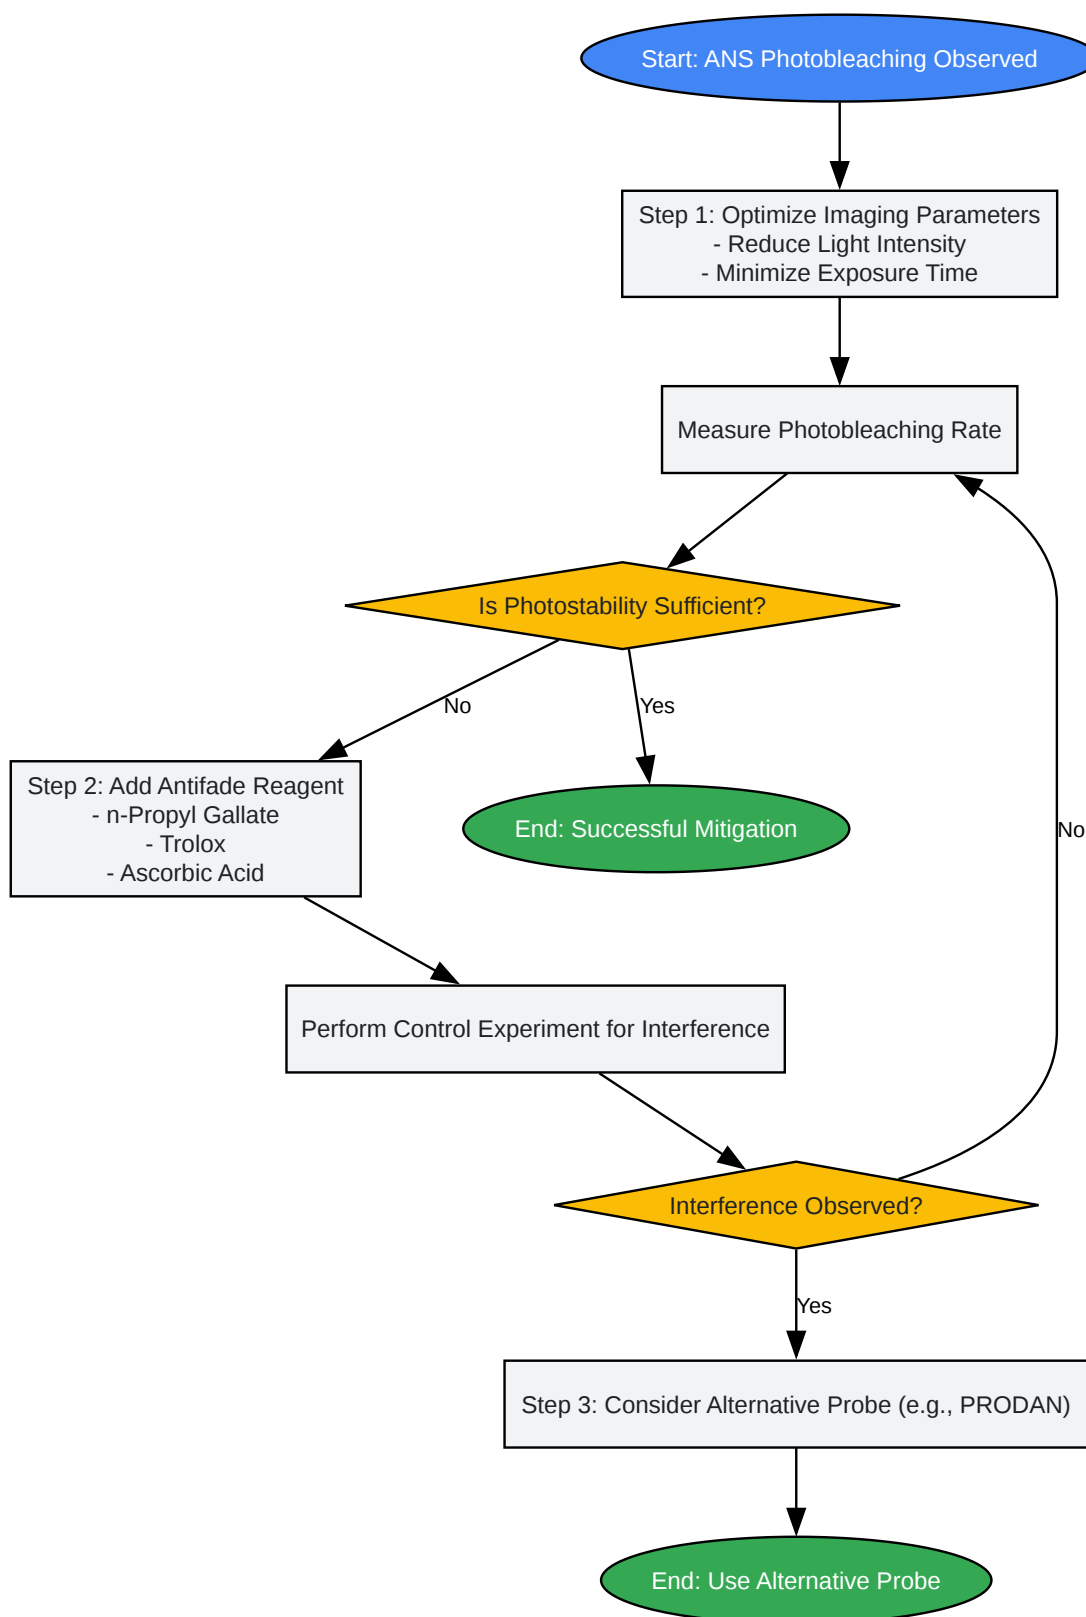 Start: ANS Photobleaching Observed
Step 1: Optimize Imaging Parameters
- Reduce Light Intensity
- Minimize Exposure Time
Measure Photobleaching Rate
Is Photostability Sufficient?
No
Yes
Step 2: Add Antifade Reagent
- n-Propyl Gallate
- Trolox
- Ascorbic Acid
End: Successful Mitigation
No
Perform Control Experiment for Interference
Interference Observed?
Yes
Step 3: Consider Alternative Probe (e.g., PRODAN)
End: Use Alternative Probe